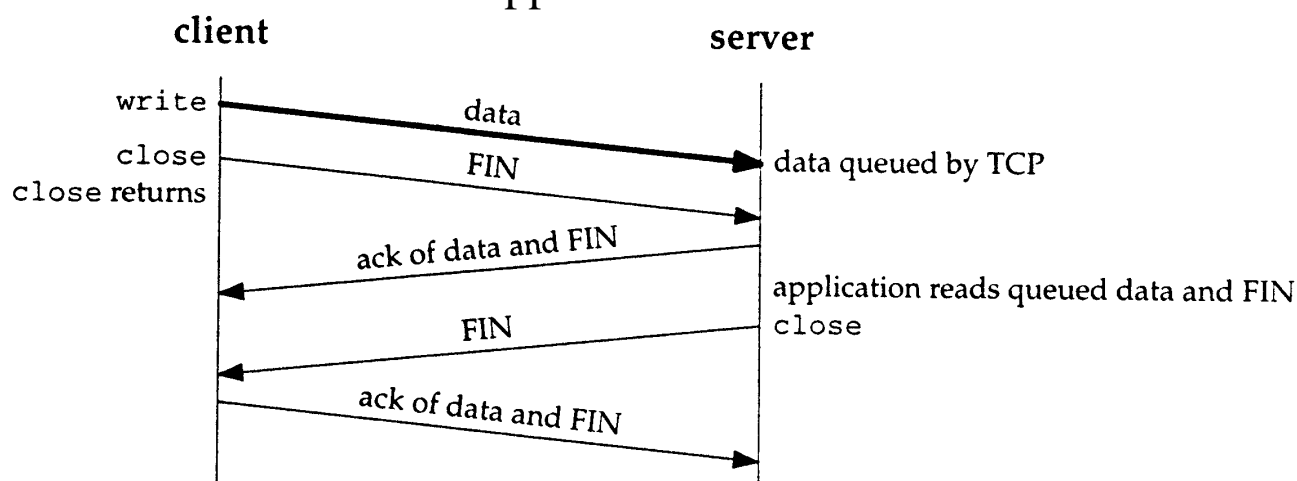 client
server
write
data
close
FIN
data queued by TCP
close returns
ack of data and FIN
application reads queued data and FIN
FIN
close
ack of data and FIN